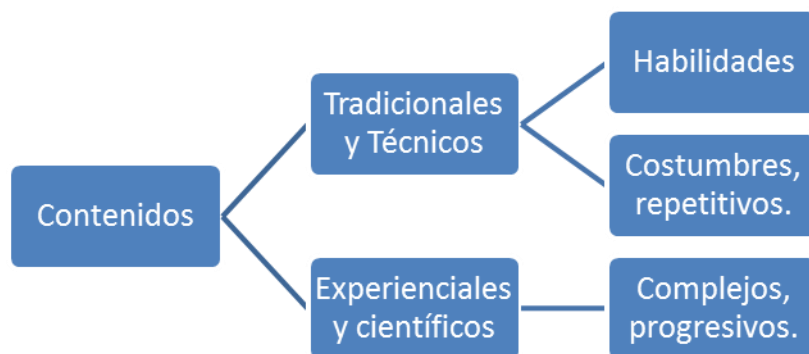 Contenidos
Tradicionales
y Técnicos
Habilidades
Costumbres,
repetitivos.
Experienciales
y científicos
Complejos,
progresivos.